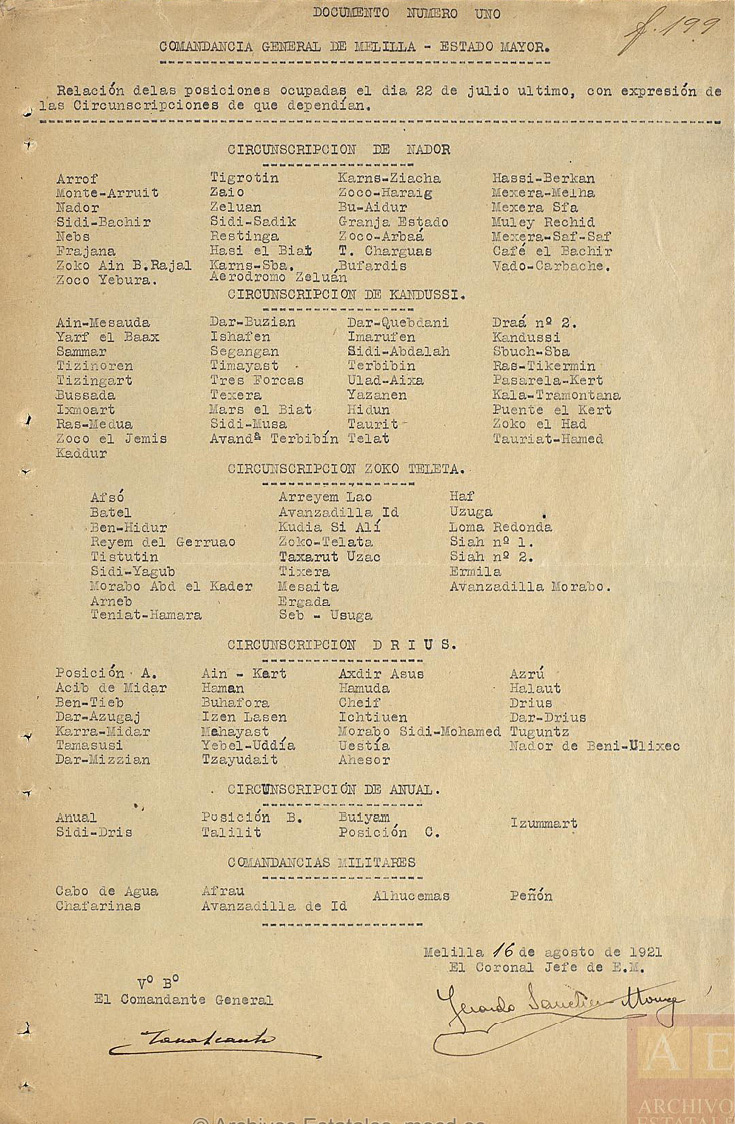 DOCUMENTO NUMERO UNO
f. 199
COMANDANCIA GENERAL DE MELILLA - ESTADO MAYOR.
Relación delas posiciones ocupadas el dia 22 de julio ultimo, con expresión de
las Circunscripciones de que dependían.
CIRCUNSCRIPCION DE NADOR
Arrof Tigrotin Karns-Ziacha Hassi-Berkan
Monte-Arruit Zaio Zoco-Haraig Mexera-Melha
Nador Zeluan Bu-Aidur Mexera Sfa
Sidi-Bachir Sidi-Sadik Granja Estado Muley Rechid
Nebs Restinga Zoco-Arbaá Mexera-Saf-Saf
Frajana Hasi el Biat T. Charguas Café el Bachir
Zoko Ain B.Rajal Karns-Sba. Bufardis Vado-Carbache.
Zoco Yebura. Aerodromo Zeluán
CIRCUNSCRIPCION DE KANDUSSI.
Ain-Mesauda Dar-Buzian Dar-Quebdani Draá nº 2.
Yarf el Baax Ishafen Imarufen Kandussi
Sammar Segangan Sidi-Abdalah Sbuch-Sba
Tizinoren Timayast Terbibin Ras-Tikermin
Tizingart Tres Forcas Ulad-Aixa Pasarela-Kert
Bussada Texera Yazanen Kala-Tramontana
Ixmoart Mars el Biat Hidun Puente el Kert
Ras-Medua Sidi-Musa Taurit Zoko el Had
Zoco el Jemis Avandª Terbibín Telat Tauriat-Hamed
Kaddur
CIRCUNSCRIPCION ZOKO TELETA.
Afsó Arreyem Lao Haf
Batel Avanzadilla Id Uzuga
Ben-Hidur Kudia Si Alí Loma Redonda
Reyem del Gerruao Zoko-Telata Siah nº 1.
Tistutin Taxarut Uzac Siah nº 2.
Sidi-Yagub Tixera Ermila
Morabo Abd el Kader Mesaita Avanzadilla Morabo.
Arneb Ergada
Teniat-Hamara Seb - Usuga
CIRCUNSCRIPCION D R I U S.
Posición A. Ain - Kart Axdir Asus Azrú
Acib de Midar Haman Hamuda Halaut
Ben-Tieb Buhafora Cheif Drius
Dar-Azugaj Izen Lasen Ichtiuen Dar-Drius
Karra-Midar Mahayast Morabo Sidi-Mohamed Tuguntz
Tamasusi Yebel-Uddía Uestía Nador de Beni-Ulixec
Dar-Mizzian Tzayudait Ahesor
CIRCUNSCRIPCIÓN DE ANUAL.
Anual Posición B. Buiyam Izummart
Sidi-Dris Talilit Posición C.
COMANDANCIAS MILITARES
Cabo de Agua Afrau Alhucemas Peñón
Chafarinas Avanzadilla de Id
Melilla 16 de agosto de 1921
El Coronal Jefe de E.M.
Vº Bº
El Comandante General
Gerardo Sanchez Monge
A E
ARCHIVO
ESTATALE